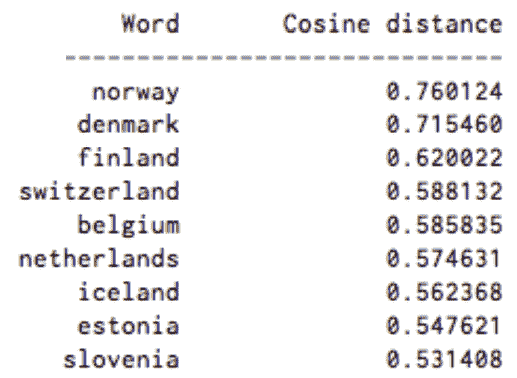 Word Cosine distance
------------------------------
norway 0.760124
denmark 0.715460
finland 0.620022
switzerland 0.588132
belgium 0.585835
netherlands 0.574631
iceland 0.562368
estonia 0.547621
slovenia 0.531408